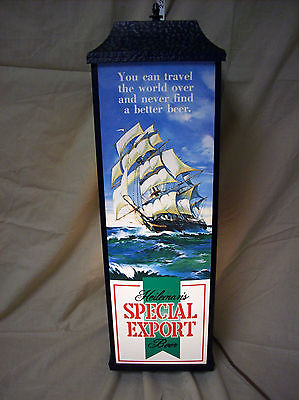 You can travel
the world over
and never find
a better beer.
Heileman's
SPECIAL
EXPORT
Beer